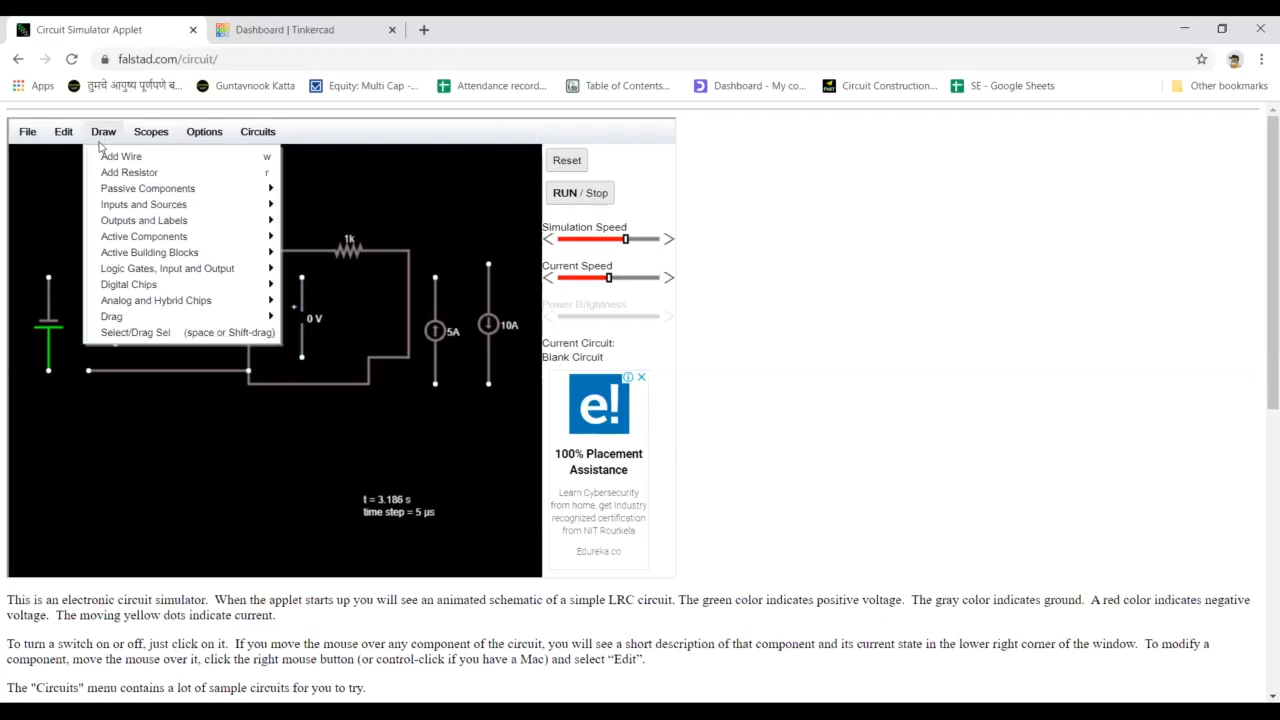 Circuit Simulator Applet
Dashboard | Tinkercad
falstad.com/circuit/
Apps
तुमचे आयुष्य पूर्णपणे ब...
Guntavnook Katta
Equity: Multi Cap -...
Attendance record...
Table of Contents...
Dashboard - My co...
Circuit Construction...
SE - Google Sheets
Other bookmarks
File Edit Draw Scopes Options Circuits
Add Wire w
Add Resistor r
Passive Components
Inputs and Sources
Outputs and Labels
Active Components
Active Building Blocks
Logic Gates, Input and Output
Digital Chips
Analog and Hybrid Chips
Drag
Select/Drag Sel (space or Shift-drag)
1k
+
0 V
5A
10A
t = 3.186 s
time step = 5 µs
Reset
RUN / Stop
Simulation Speed
Current Speed
Power Brightness
Current Circuit:
Blank Circuit
e!
100% Placement
Assistance
Learn Cybersecurity
from home, get Industry
recognized certification
from NIT Rourkela
Edureka.co
This is an electronic circuit simulator. When the applet starts up you will see an animated schematic of a simple LRC circuit. The green color indicates positive voltage. The gray color indicates ground. A red color indicates negative
voltage. The moving yellow dots indicate current.
To turn a switch on or off, just click on it. If you move the mouse over any component of the circuit, you will see a short description of that component and its current state in the lower right corner of the window. To modify a
component, move the mouse over it, click the right mouse button (or control-click if you have a Mac) and select “Edit”.
The "Circuits" menu contains a lot of sample circuits for you to try.